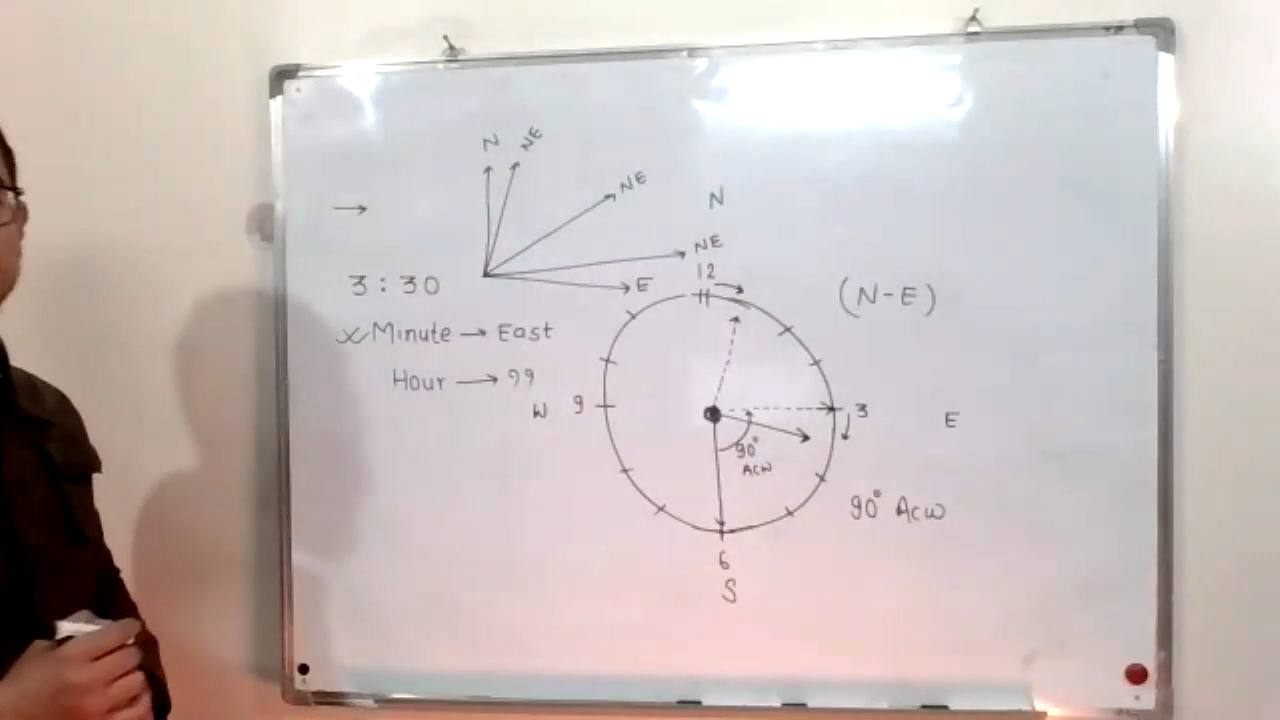 N
NE
NE
N
NE
E
3:30
Minute → East
Hour → ??
12
(N-E)
W
9
3
E
90° ACW
90° ACW
6
S